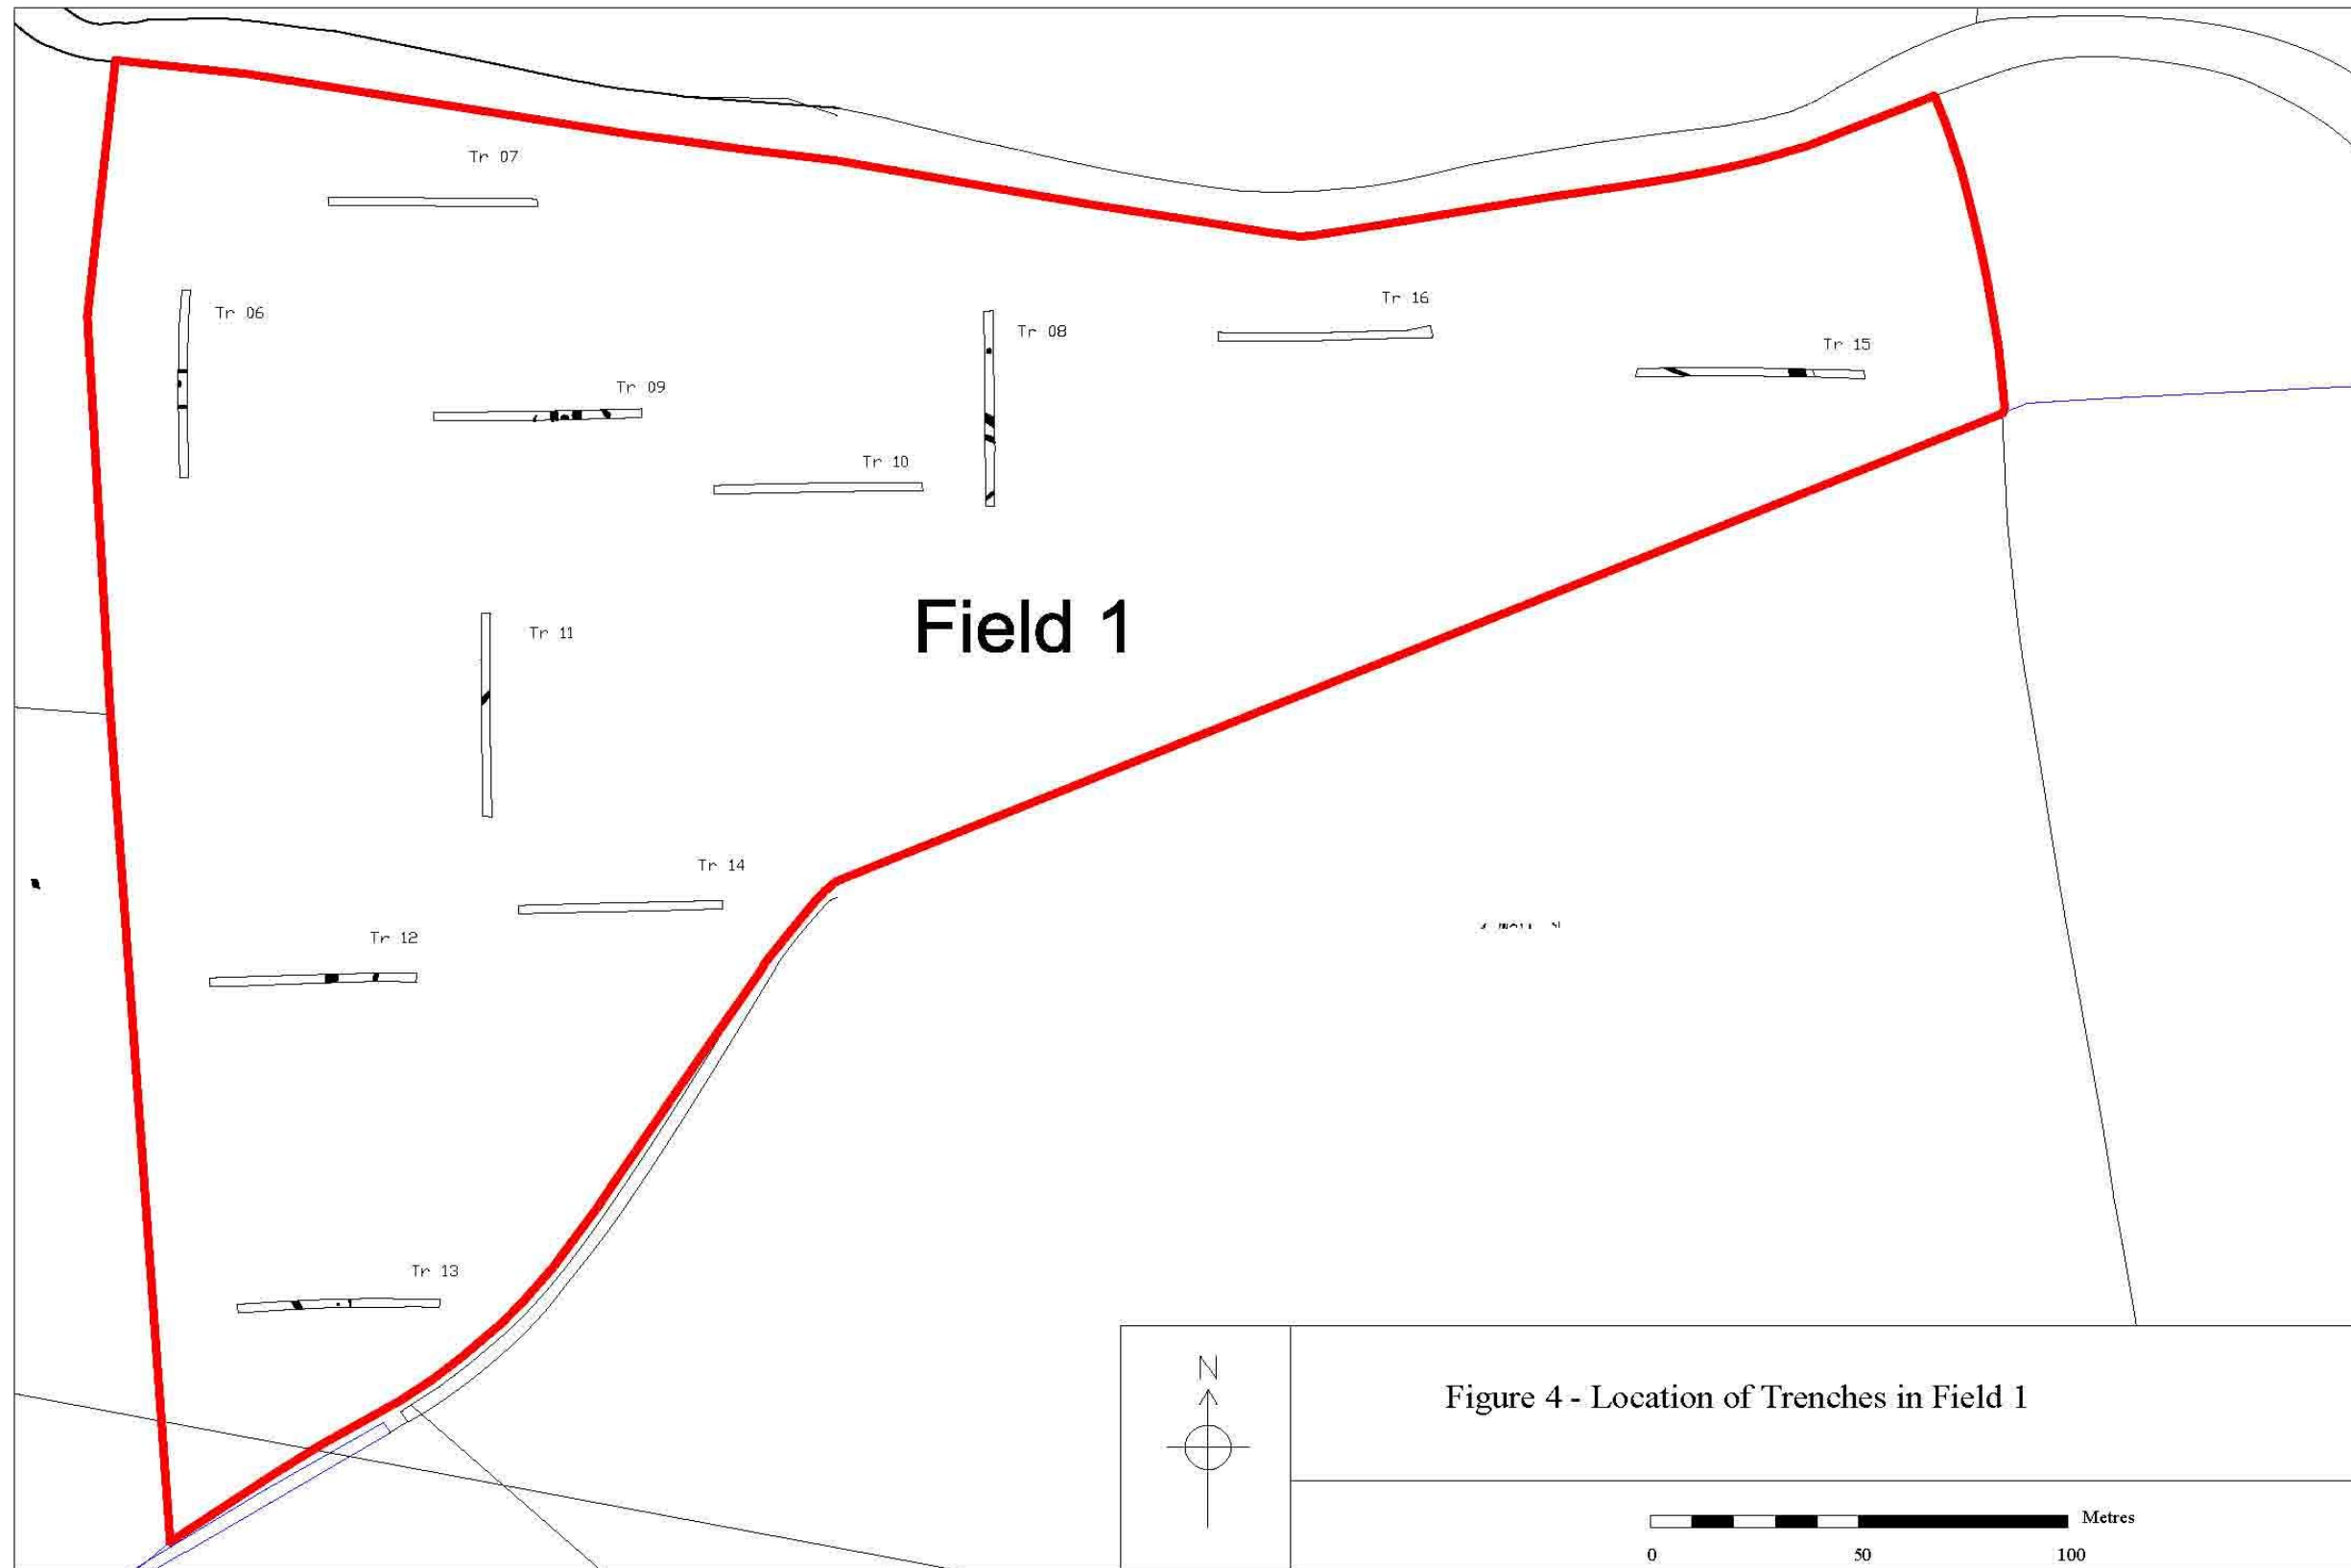 Tr 07
Tr 06
Tr 16
Tr 08
Tr 15
Tr 09
Tr 10
Field 1
Tr 11
Tr 14
Tr 12
Tr 13
N
Figure 4 - Location of Trenches in Field 1
Metres
0 50 100